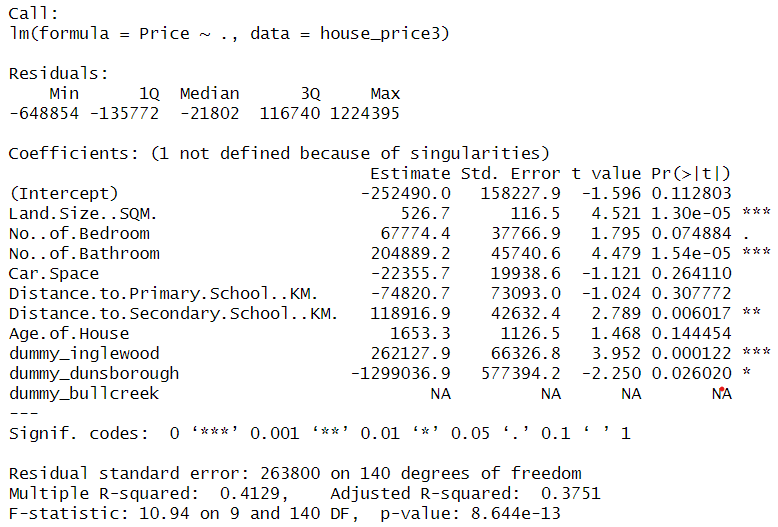 Call:
lm(formula = Price ~ ., data = house_price3)
Residuals:
Min 1Q Median 3Q Max
-648854 -135772 -21802 116740 1224395
Coefficients: (1 not defined because of singularities)
Estimate Std. Error t value Pr(>|t|)
(Intercept) -252490.0 158227.9 -1.596 0.112803
Land.Size..SQM. 526.7 116.5 4.521 1.30e-05 ***
No..of.Bedroom 67774.4 37766.9 1.795 0.074884 .
No..of.Bathroom 204889.2 45740.6 4.479 1.54e-05 ***
Car.Space -22355.7 19938.6 -1.121 0.264110
Distance.to.Primary.School..KM. -74820.7 73093.0 -1.024 0.307772
Distance.to.Secondary.School..KM. 118916.9 42632.4 2.789 0.006017 **
Age.of.House 1653.3 1126.5 1.468 0.144454
dummy_inglewood 262127.9 66326.8 3.952 0.000122 ***
dummy_dunsborough -1299036.9 577394.2 -2.250 0.026020 *
dummy_bullcreek NA NA NA NA
---
Signif. codes: 0 ‘***’ 0.001 ‘**’ 0.01 ‘*’ 0.05 ‘.’ 0.1 ‘ ’ 1
Residual standard error: 263800 on 140 degrees of freedom
Multiple R-squared: 0.4129, Adjusted R-squared: 0.3751
F-statistic: 10.94 on 9 and 140 DF, p-value: 8.644e-13